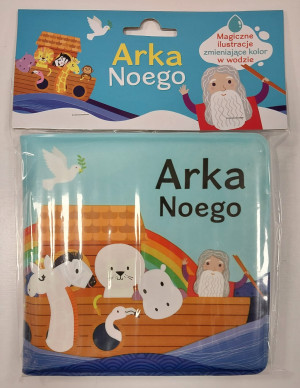 Arka
Noego
Magiczne
ilustracje
zmieniające kolor
w wodzie
Arka
Noego